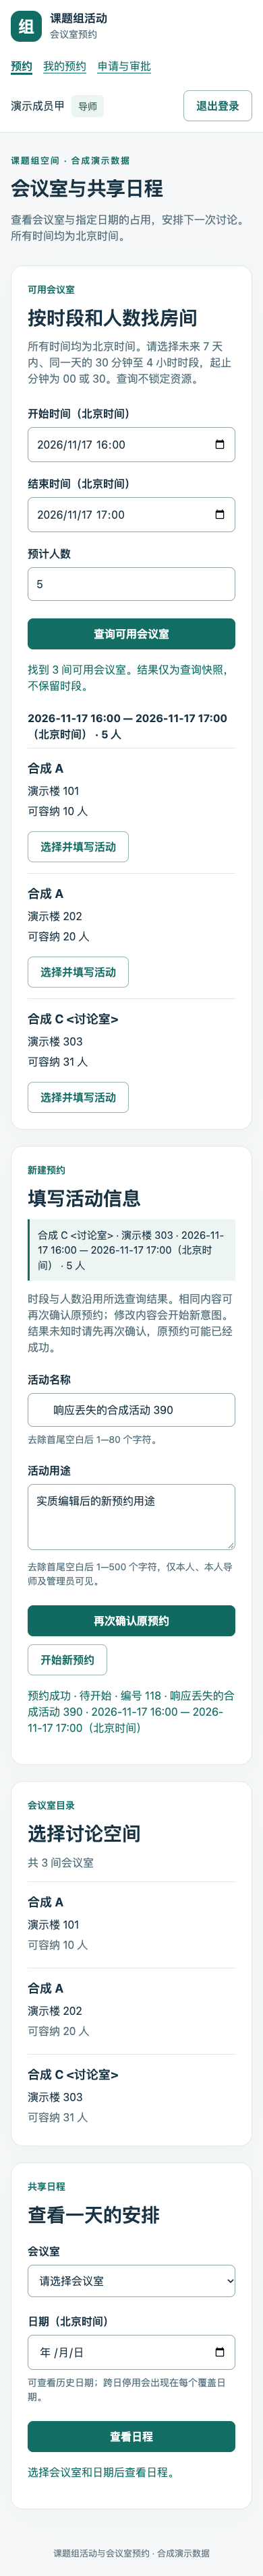 合
课题组活动
会议室预约
预约 我的预约 申请与审批
演示成员甲 导师 退出登录
课题组空间 · 合成演示数据
会议室与共享日程
查看会议室与指定日期的占用，安排下一次讨论。
所有时间均为北京时间。
可用会议室
按时段和人数找房间
所有时间均为北京时间。请选择未来 7 天
内、同一天的 30 分钟至 4 小时时段，起止
分钟为 00 或 30。查询不锁定资源。
开始时间（北京时间）
2026/11/17 16:00
结束时间（北京时间）
2026/11/17 17:00
预计人数
5
查询可用会议室
找到 3 间可用会议室。结果仅为查询快照，
不保留时段。
2026-11-17 16:00 — 2026-11-17 17:00
（北京时间） · 5 人
合成 A
演示楼 101
可容纳 10 人
选择并填写活动
合成 A
演示楼 202
可容纳 20 人
选择并填写活动
合成 C <讨论室>
演示楼 303
可容纳 31 人
选择并填写活动
新建预约
填写活动信息
合成 C <讨论室> · 演示楼 303 · 2026-11-
17 16:00 — 2026-11-17 17:00（北京时
间） · 5 人
时段与人数沿用所选查询结果。相同内容可
再次确认原预约；修改内容会开始新意图。
结果未知时请先再次确认，原预约可能已经
成功。
活动名称
响应丢失的合成活动 390
去除首尾空白后 1—80 个字符。
活动用途
实质编辑后的新预约用途
去除首尾空白后 1—500 个字符，仅本人、本人导
师及管理员可见。
再次确认原预约
开始新预约
预约成功 · 待开始 · 编号 118 · 响应丢失的合
成活动 390 · 2026-11-17 16:00 — 2026-
11-17 17:00（北京时间）
会议室目录
选择讨论空间
共 3 间会议室
合成 A
演示楼 101
可容纳 10 人
合成 A
演示楼 202
可容纳 20 人
合成 C <讨论室>
演示楼 303
可容纳 31 人
共享日程
查看一天的安排
会议室
请选择会议室
日期（北京时间）
年 /月/日
可查看历史日期；跨日停用会出现在每个覆盖日
期。
查看日程
选择会议室和日期后查看日程。
课题组活动与会议室预约 · 合成演示数据